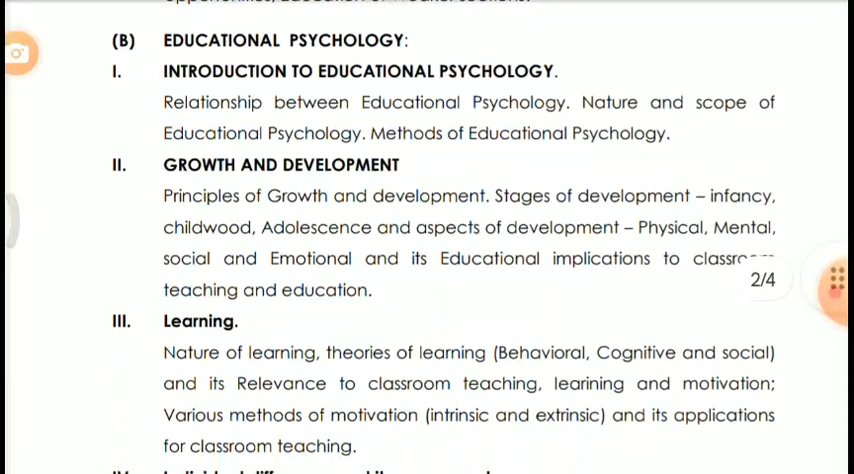 (B) EDUCATIONAL PSYCHOLOGY:
I. INTRODUCTION TO EDUCATIONAL PSYCHOLOGY.
Relationship between Educational Psychology. Nature and scope of
Educational Psychology. Methods of Educational Psychology.
II. GROWTH AND DEVELOPMENT
Principles of Growth and development. Stages of development – infancy,
childwood, Adolescence and aspects of development – Physical, Mental,
social and Emotional and its Educational implications to
2/4
teaching and education.
III. Learning.
Nature of learning, theories of learning (Behavioral, Cognitive and social)
and its Relevance to classroom teaching, learining and motivation;
Various methods of motivation (intrinsic and extrinsic) and its applications
for classroom teaching.